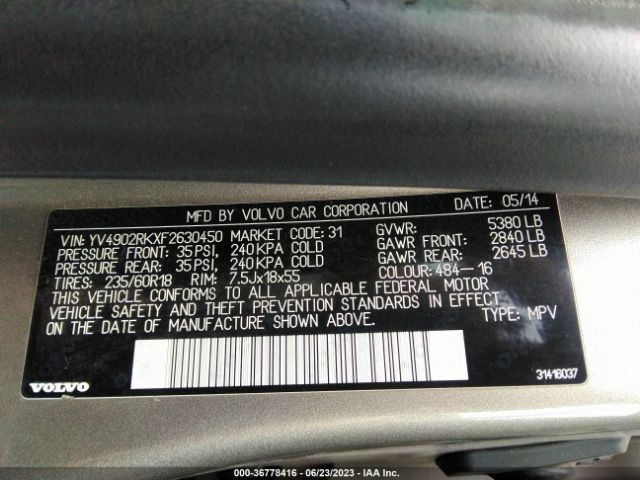 MFD BY VOLVO CAR CORPORATION DATE: 05/14
VIN: YV4902RKXF2630450 MARKET CODE: 31 GVWR: 5380 LB
PRESSURE FRONT: 35PSI, 240KPA COLD GAWR FRONT: 2840 LB
PRESSURE REAR: 35PSI, 240KPA COLD GAWR REAR: 2645 LB
TIRES: 235/60R18 RIM: 7.5Jx18x55 COLOUR: 484-16
THIS VEHICLE CONFORMS TO ALL APPLICABLE FEDERAL MOTOR
VEHICLE SAFETY AND THEFT PREVENTION STANDARDS IN EFFECT
ON THE DATE OF MANUFACTURE SHOWN ABOVE. TYPE: MPV
VOLVO 31416037
000-36778416 - 06/23/2023 - IAA Inc.